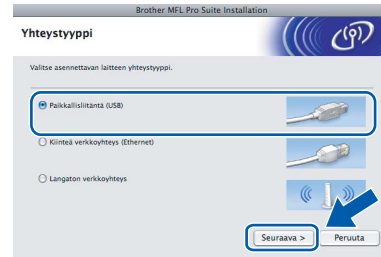 Brother MFL Pro Suite Installation
Yhteystyyppi
Valitse asennettavan laitteen yhteystyyppi.
Paikallisliitäntä (USB)
Kiinteä verkkoyhteys (Ethernet)
Langaton verkkoyhteys
Seuraava > Peruuta